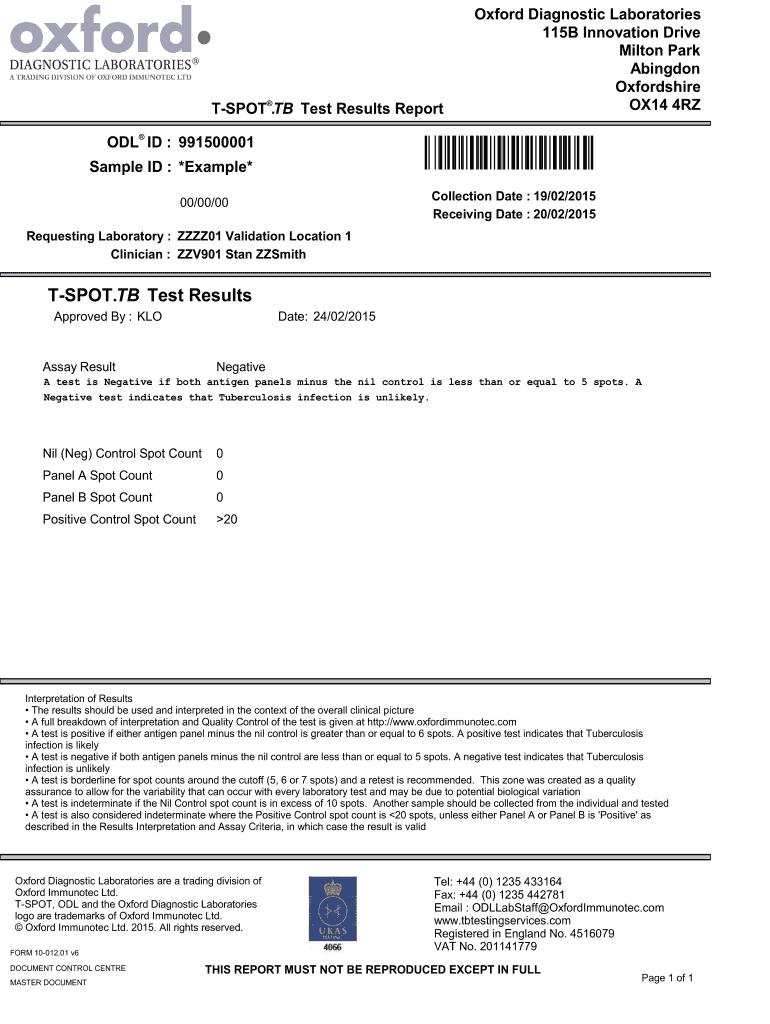 oxford
DIAGNOSTIC LABORATORIES®
A TRADING DIVISION OF OXFORD IMMUNOTEC LTD
Oxford Diagnostic Laboratories
115B Innovation Drive
Milton Park
Abingdon
Oxfordshire
OX14 4RZ
T-SPOT®.TB Test Results Report
ODL® ID : 991500001
Sample ID : *Example*
00/00/00
Collection Date : 19/02/2015
Receiving Date : 20/02/2015
Requesting Laboratory : ZZZZ01 Validation Location 1
Clinician : ZZV901 Stan ZZSmith
T-SPOT.TB Test Results
Approved By : KLO Date: 24/02/2015
Assay Result Negative
A test is Negative if both antigen panels minus the nil control is less than or equal to 5 spots. A
Negative test indicates that Tuberculosis infection is unlikely.
Nil (Neg) Control Spot Count 0
Panel A Spot Count 0
Panel B Spot Count 0
Positive Control Spot Count >20
Interpretation of Results
• The results should be used and interpreted in the context of the overall clinical picture
• A full breakdown of interpretation and Quality Control of the test is given at http://www.oxfordimmunotec.com
• A test is positive if either antigen panel minus the nil control is greater than or equal to 6 spots. A positive test indicates that Tuberculosis
infection is likely
• A test is negative if both antigen panels minus the nil control are less than or equal to 5 spots. A negative test indicates that Tuberculosis
infection is unlikely
• A test is borderline for spot counts around the cutoff (5, 6 or 7 spots) and a retest is recommended. This zone was created as a quality
assurance to allow for the variability that can occur with every laboratory test and may be due to potential biological variation
• A test is indeterminate if the Nil Control spot count is in excess of 10 spots. Another sample should be collected from the individual and tested
• A test is also considered indeterminate where the Positive Control spot count is <20 spots, unless either Panel A or Panel B is 'Positive' as
described in the Results Interpretation and Assay Criteria, in which case the result is valid
Oxford Diagnostic Laboratories are a trading division of
Oxford Immunotec Ltd.
T-SPOT, ODL and the Oxford Diagnostic Laboratories
logo are trademarks of Oxford Immunotec Ltd.
© Oxford Immunotec Ltd. 2015. All rights reserved.
UKAS
TESTING
4066
Tel: +44 (0) 1235 433164
Fax: +44 (0) 1235 442781
Email : ODLLabStaff@OxfordImmunotec.com
www.tbtestingservices.com
Registered in England No. 4516079
VAT No. 201141779
FORM 10-012.01 v6
DOCUMENT CONTROL CENTRE
MASTER DOCUMENT
THIS REPORT MUST NOT BE REPRODUCED EXCEPT IN FULL
Page 1 of 1